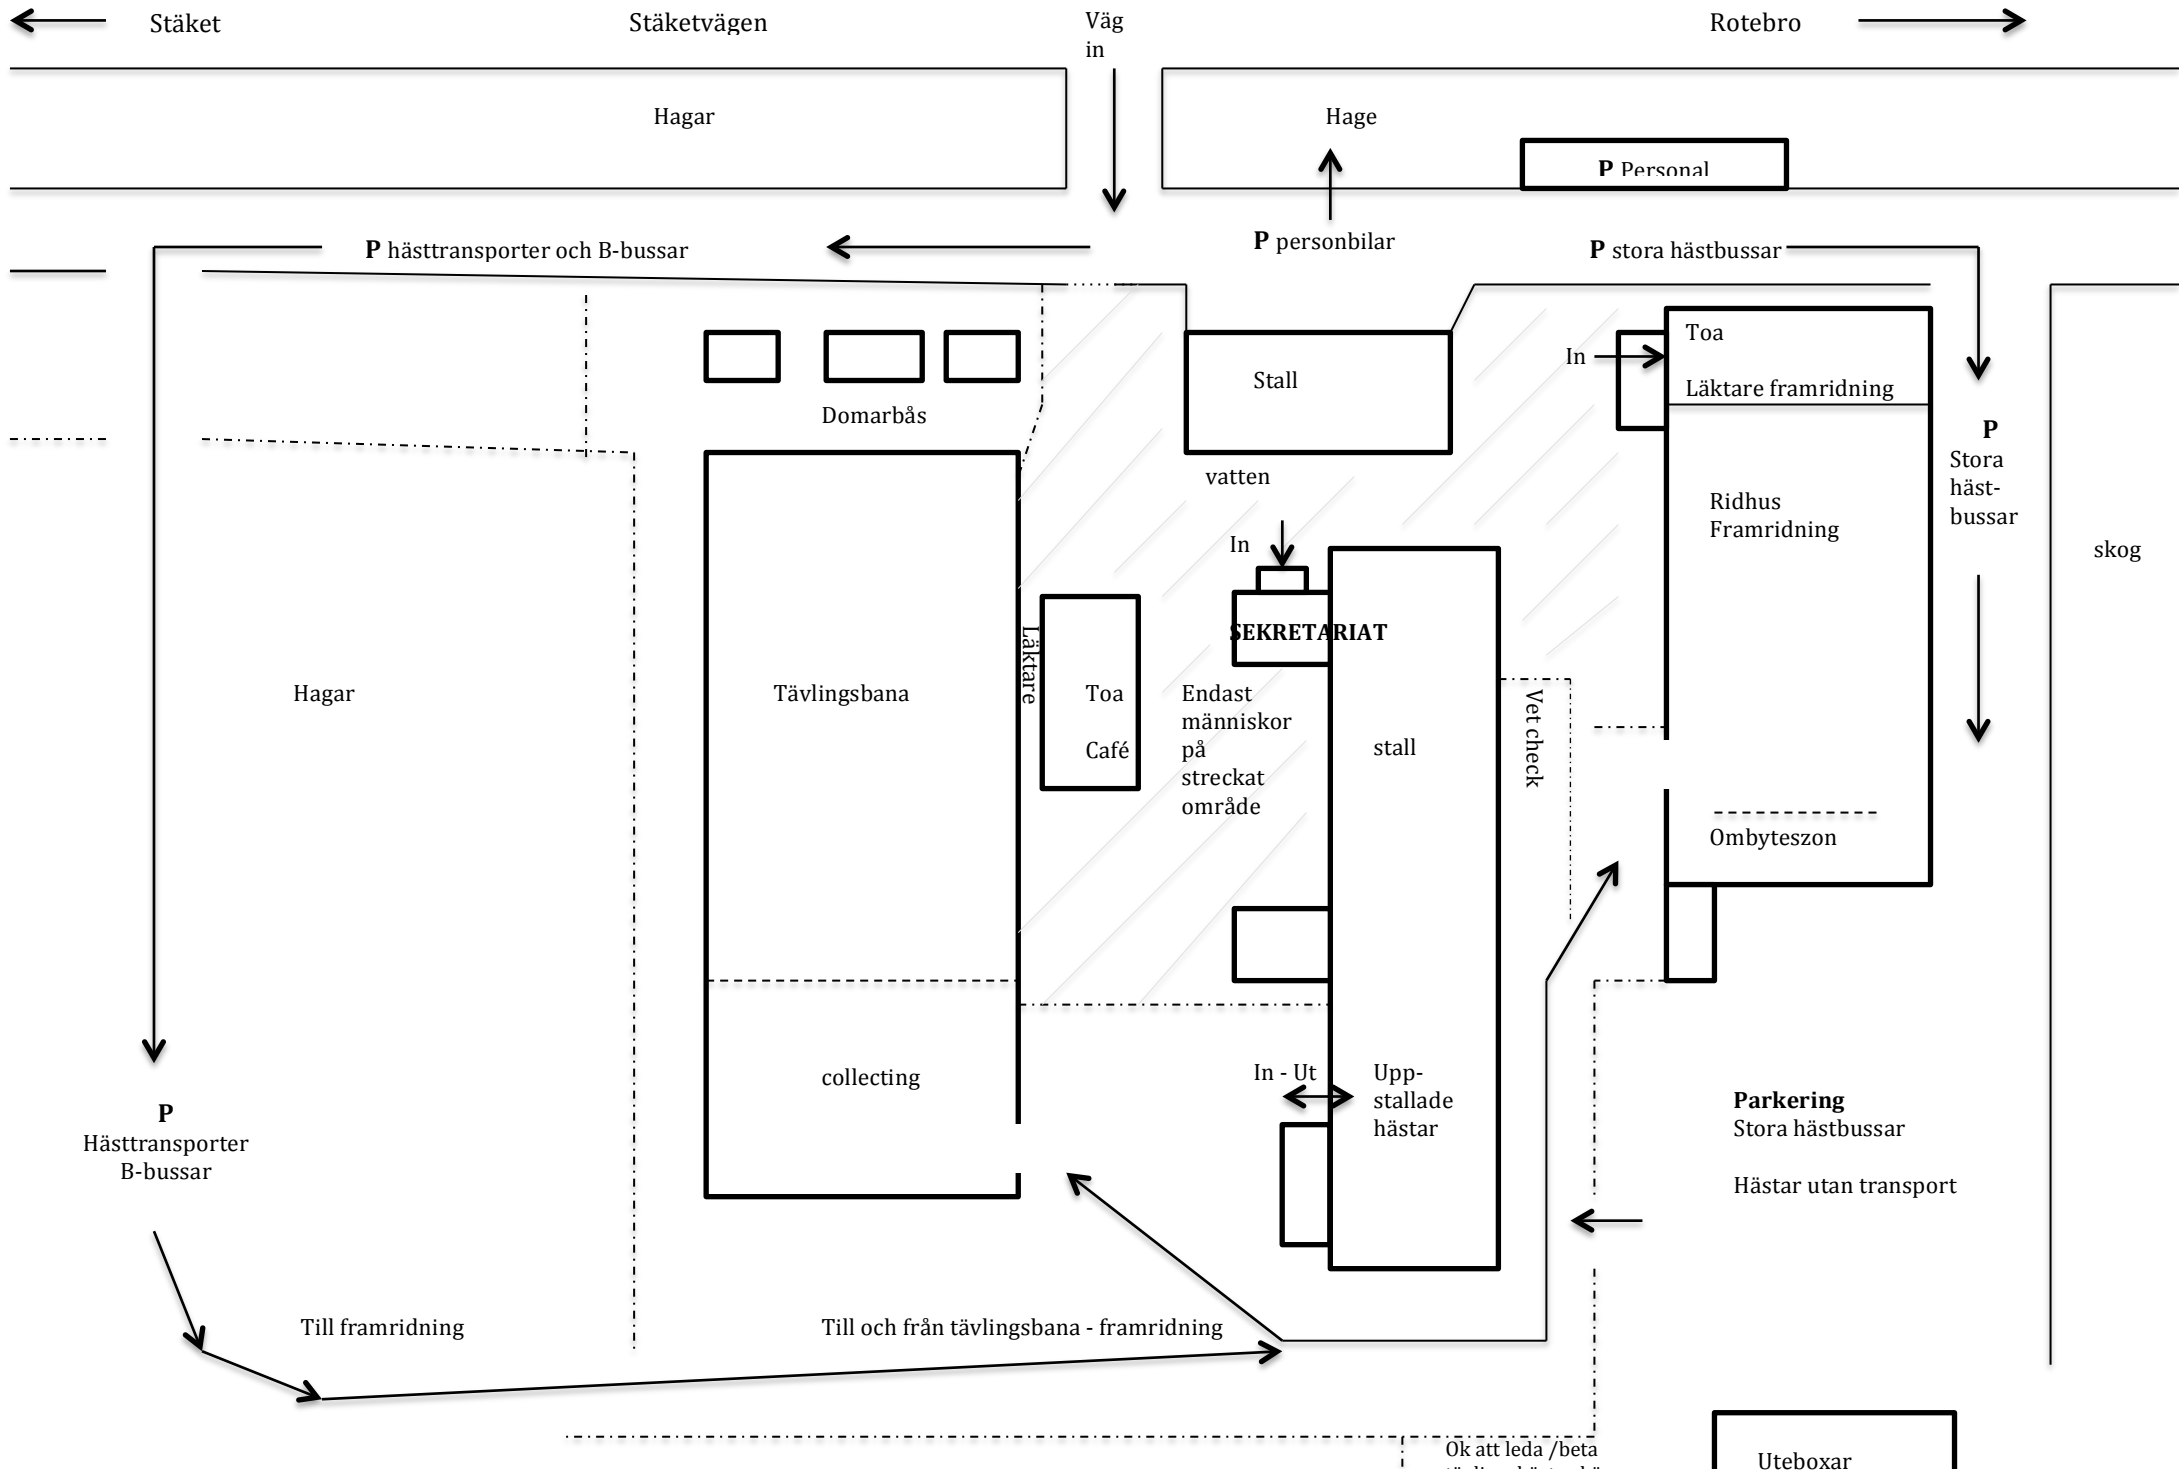 Stäket
Stäketvägen
Väg
in
Rotebro
Hagar
Hage
P Personal
P hästtransporter och B-bussar
P personbilar
P stora hästbussar
Domarbås
Stall
In
Toa
Läktare framridning
P
Stora
häst-
bussar
vatten
Ridhus
Framridning
skog
In
SEKRETARIAT
Hagar
Tävlingsbana
Läktare
Toa
Café
Endast
människor
på
streckat
område
stall
Vet check
Ombyteszon
collecting
In - Ut
Upp-
stallade
hästar
P
Hästtransporter
B-bussar
Parkering
Stora hästbussar
Hästar utan transport
Till framridning
Till och från tävlingsbana - framridning
Ok att leda /beta
Uteboxar